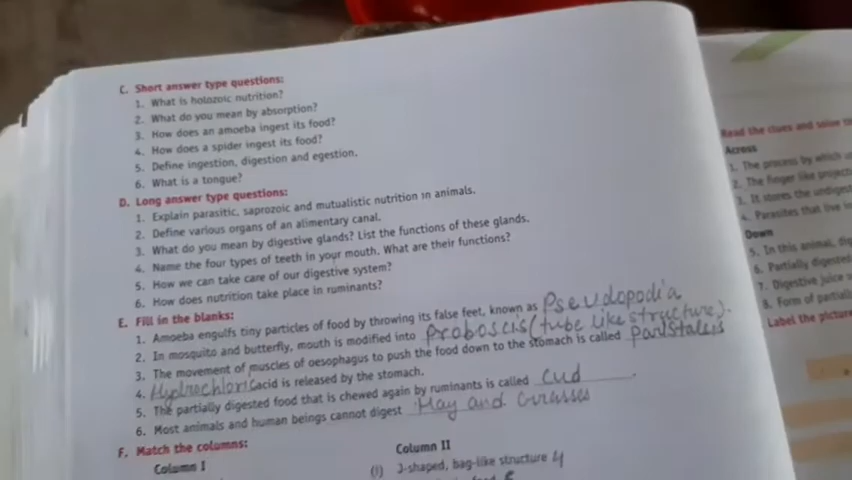 C. Short answer type questions:
1. What is holozoic nutrition?
2. What do you mean by absorption?
3. How does an amoeba ingest its food?
4. How does a spider ingest its food?
5. Define ingestion, digestion and egestion.
6. What is a tongue?
D. Long answer type questions:
1. Explain parasitic, saprozoic and mutualistic nutrition in animals.
2. Define various organs of an alimentary canal.
3. What do you mean by digestive glands? List the functions of these glands.
4. Name the four types of teeth in your mouth. What are their functions?
5. How we can take care of our digestive system?
6. How does nutrition take place in ruminants?
E. Fill in the blanks:
1. Amoeba engulfs tiny particles of food by throwing its false feet, known as Pseudopodia
2. In mosquito and butterfly, mouth is modified into proboscis (tube like structure).
3. The movement of muscles of oesophagus to push the food down to the stomach is called
4. Hydrochloric acid is released by the stomach.
5. The partially digested food that is chewed again by ruminants is called cud.
6. Most animals and human beings cannot digest Hay and
F. Match the columns:
Column I Column II
(i) J-shaped, bag-like structure 4
Read the clues and solve
Across
1. The process by which
2. The finger like
3. It stores the
4. Parasites that live
Down
5. In this animal,
6. Partially digested
7. Digestive juice
8. Form of
Label the picture